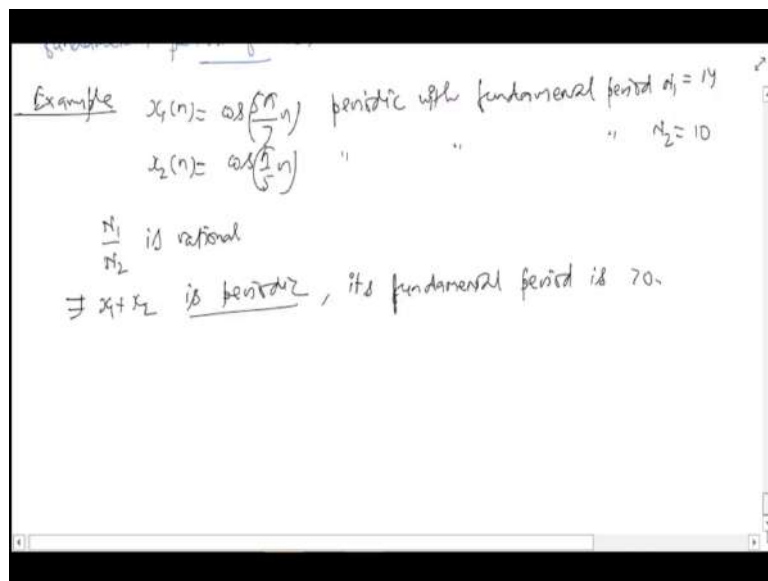 Example x₁(n) = cos(5π/7 n) periodic with fundamental period N₁ = 14
x₂(n) = cos(π/5 n) " " " N₂ = 10
N₁/N₂ is rational
⇒ x₁+x₂ is periodic, its fundamental period is 70.